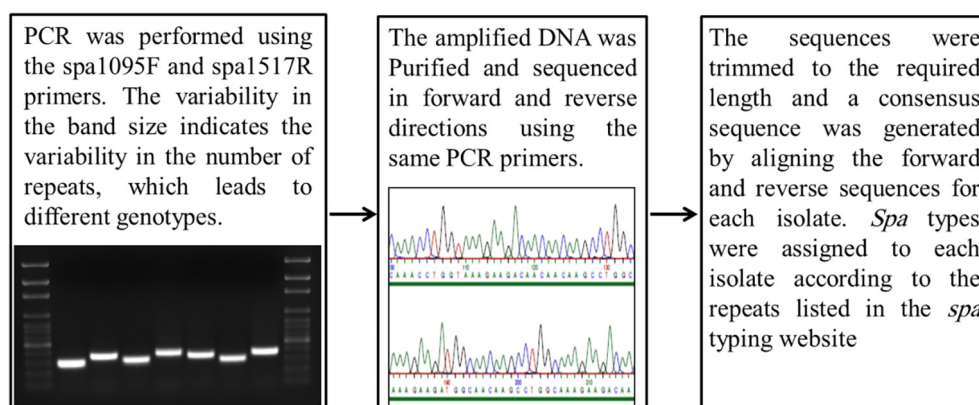 PCR was performed using
the spa1095F and spa1517R
primers. The variability in
the band size indicates the
variability in the number of
repeats, which leads to
different genotypes.
The amplified DNA was
Purified and sequenced
in forward and reverse
directions using the
same PCR primers.
CAAACCTGGTAAAGAAGACAACAACAAGCCTGGC
AAAGAAGATGGCAACAAGCCTGGCAAAGAAGACAA
The sequences were
trimmed to the required
length and a consensus
sequence was generated
by aligning the forward
and reverse sequences for
each isolate. Spa types
were assigned to each
isolate according to the
repeats listed in the spa
typing website